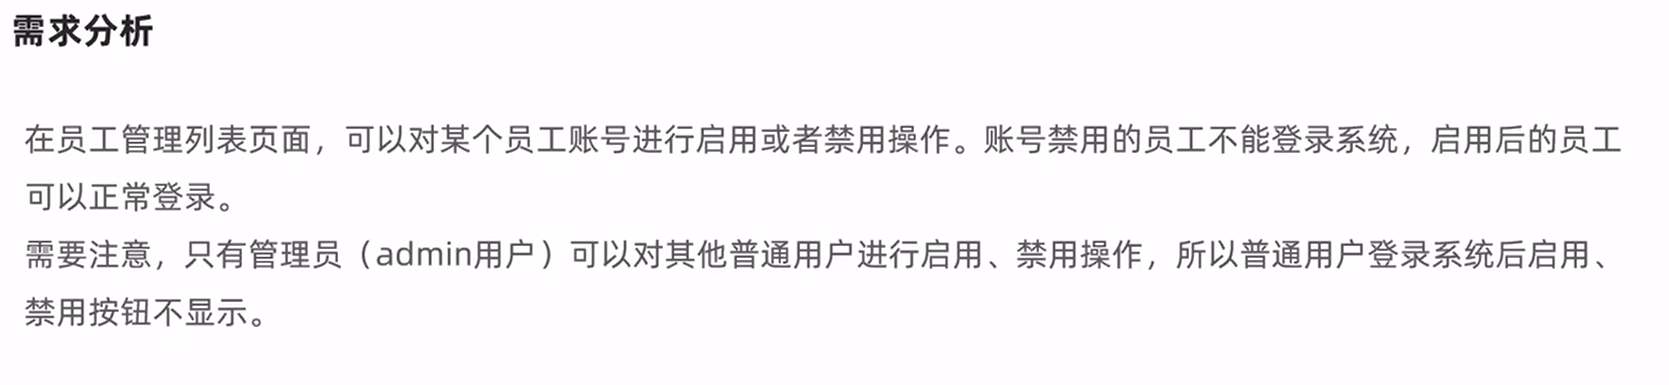 需求分析
在员工管理列表页面，可以对某个员工账号进行启用或者禁用操作。账号禁用的员工不能登录系统，启用后的员工
可以正常登录。
需要注意，只有管理员（admin用户）可以对其他普通用户进行启用、禁用操作，所以普通用户登录系统后启用、
禁用按钮不显示。